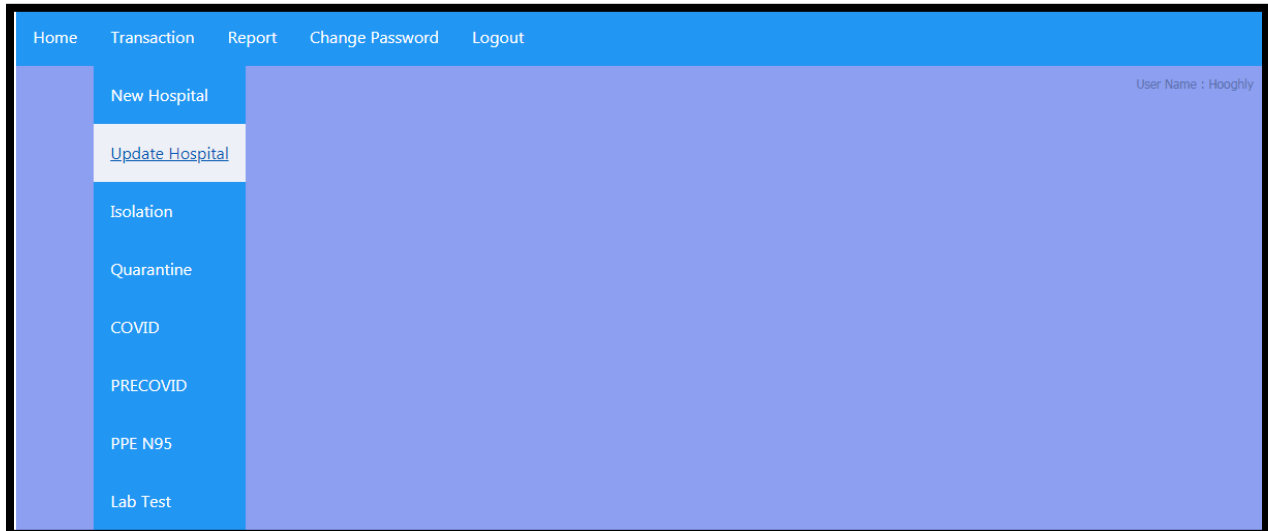 Home Transaction Report Change Password Logout
User Name : Hooghly
New Hospital
Update Hospital
Isolation
Quarantine
COVID
PRECOVID
PPE N95
Lab Test